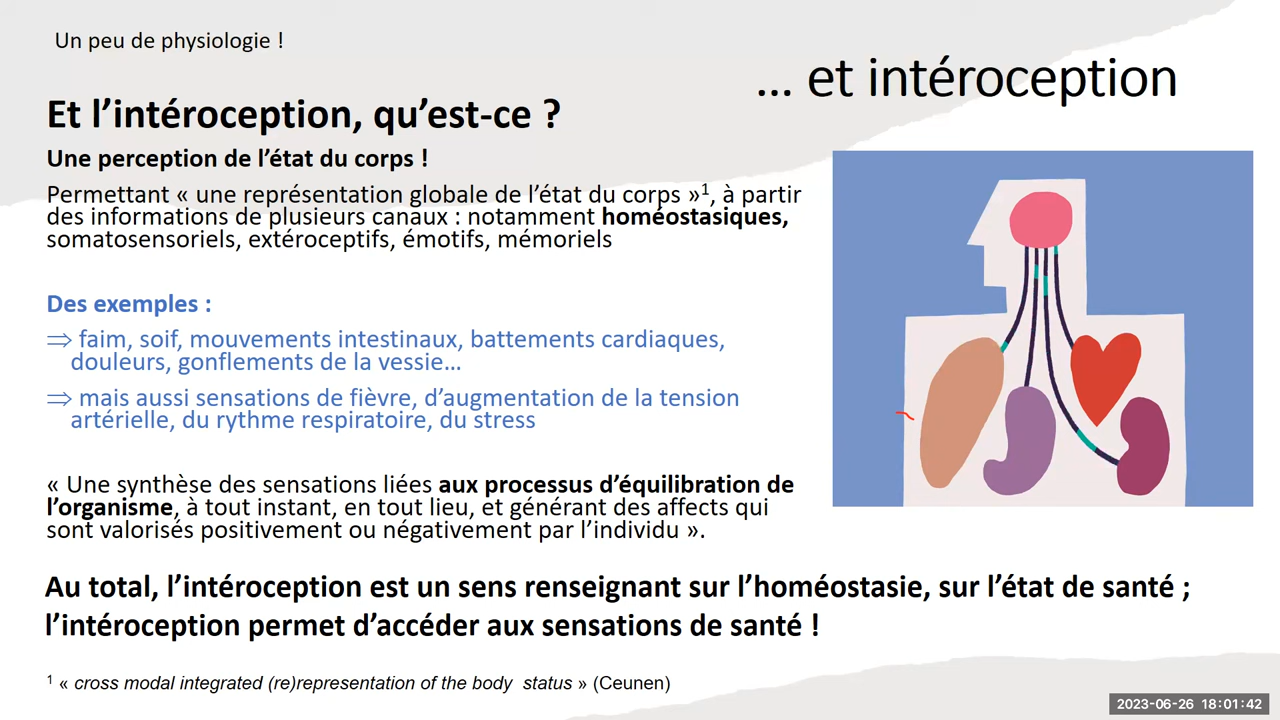 Un peu de physiologie !
… et intéroception
Et l’intéroception, qu’est-ce ?
Une perception de l’état du corps !
Permettant « une représentation globale de l’état du corps »¹, à partir
des informations de plusieurs canaux : notamment homéostasiques,
somatosensoriels, extéroceptifs, émotifs, mémoriels
Des exemples :
⇒ faim, soif, mouvements intestinaux, battements cardiaques,
douleurs, gonflements de la vessie…
⇒ mais aussi sensations de fièvre, d’augmentation de la tension
artérielle, du rythme respiratoire, du stress
« Une synthèse des sensations liées aux processus d’équilibration de
l’organisme, à tout instant, en tout lieu, et générant des affects qui
sont valorisés positivement ou négativement par l’individu ».
Au total, l’intéroception est un sens renseignant sur l’homéostasie, sur l’état de santé ;
l’intéroception permet d’accéder aux sensations de santé !
¹ « cross modal integrated (re)representation of the body status » (Ceunen)
2023-06-26 18:01:42